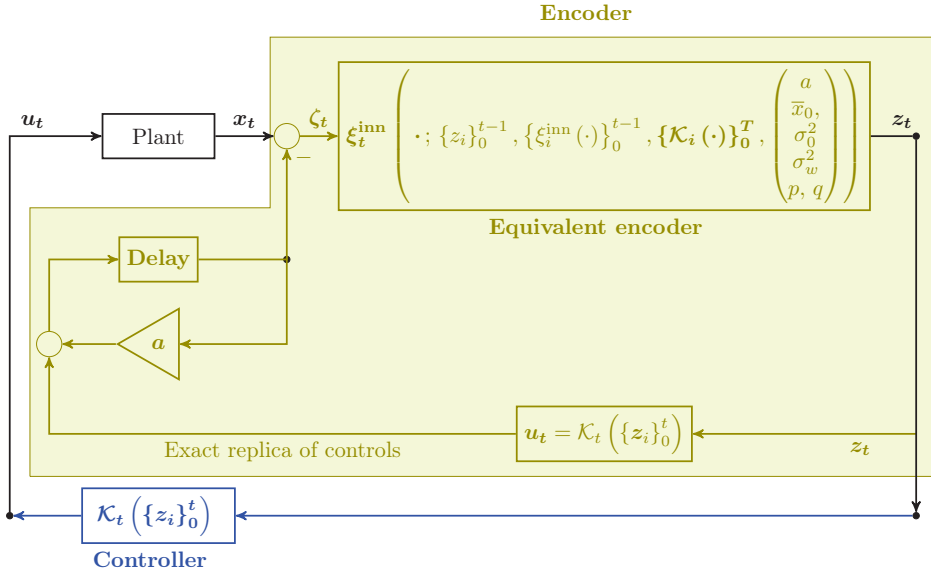 Encoder
u_t
Plant
x_t
ζ_t
−
ξ_t^inn ( · ; {z_i}_0^{t−1} , {ξ_i^inn (·)}_0^{t−1} , {𝒦_i (·)}_0^T , ( a
x̄_0,
σ_0^2
σ_w^2
p, q ) )
z_t
Equivalent encoder
Delay
a
u_t = 𝒦_t ( {z_i}_0^t )
z_t
Exact replica of controls
𝒦_t ( {z_i}_0^t )
Controller